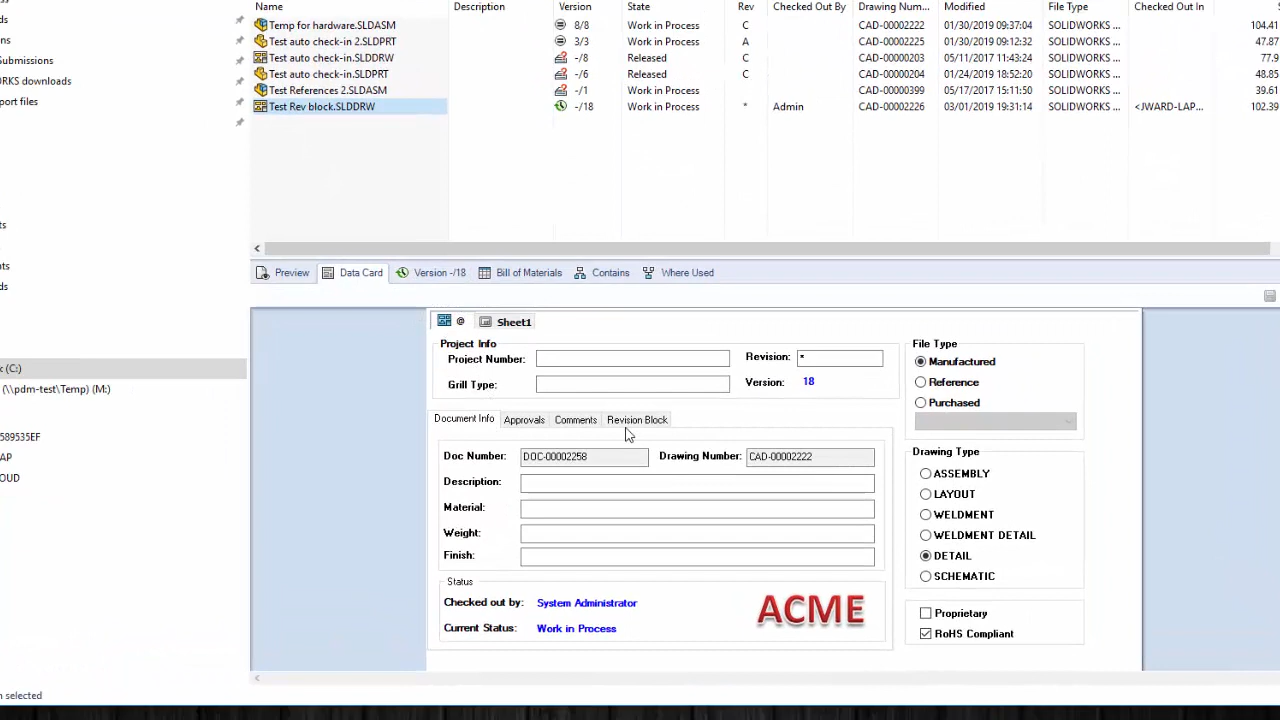 Name Description Version State Rev Checked Out By Drawing Num... Modified File Type Checked Out In
Temp for hardware.SLDASM 8/8 Work in Process C CAD-00002222 01/30/2019 09:37:04 SOLIDWORKS ... 104.41
Test auto check-in 2.SLDPRT 3/3 Work in Process A CAD-00002225 01/30/2019 09:12:32 SOLIDWORKS ... 47.87
Test auto check-in.SLDDRW -/8 Released C CAD-00000203 05/11/2017 11:43:24 SOLIDWORKS ... 77.9
Test auto check-in.SLDPRT -/6 Released C CAD-00000204 01/24/2019 18:52:20 SOLIDWORKS ... 48.85
Test References 2.SLDASM -/1 Work in Process CAD-00000399 05/17/2017 15:11:50 SOLIDWORKS ... 39.61
Test Rev block.SLDDRW -/18 Work in Process * Admin CAD-00002226 03/01/2019 19:31:14 SOLIDWORKS ... <JWARD-LAP... 102.39
ds
ons
Submissions
RKS downloads
port files
ts
nts
ds
k (C:)
(\\pdm-test\Temp) (M:)
589535EF
AP
OUD
n selected
Preview Data Card Version -/18 Bill of Materials Contains Where Used
@ Sheet1
Project Info
Project Number: Revision: *
Grill Type: Version: 18
Document Info Approvals Comments Revision Block
Doc Number: DOC-00002258 Drawing Number: CAD-00002222
Description:
Material:
Weight:
Finish:
Status
Checked out by: System Administrator
Current Status: Work in Process
ACME
File Type
Manufactured
Reference
Purchased
Drawing Type
ASSEMBLY
LAYOUT
WELDMENT
WELDMENT DETAIL
DETAIL
SCHEMATIC
Proprietary
RoHS Compliant